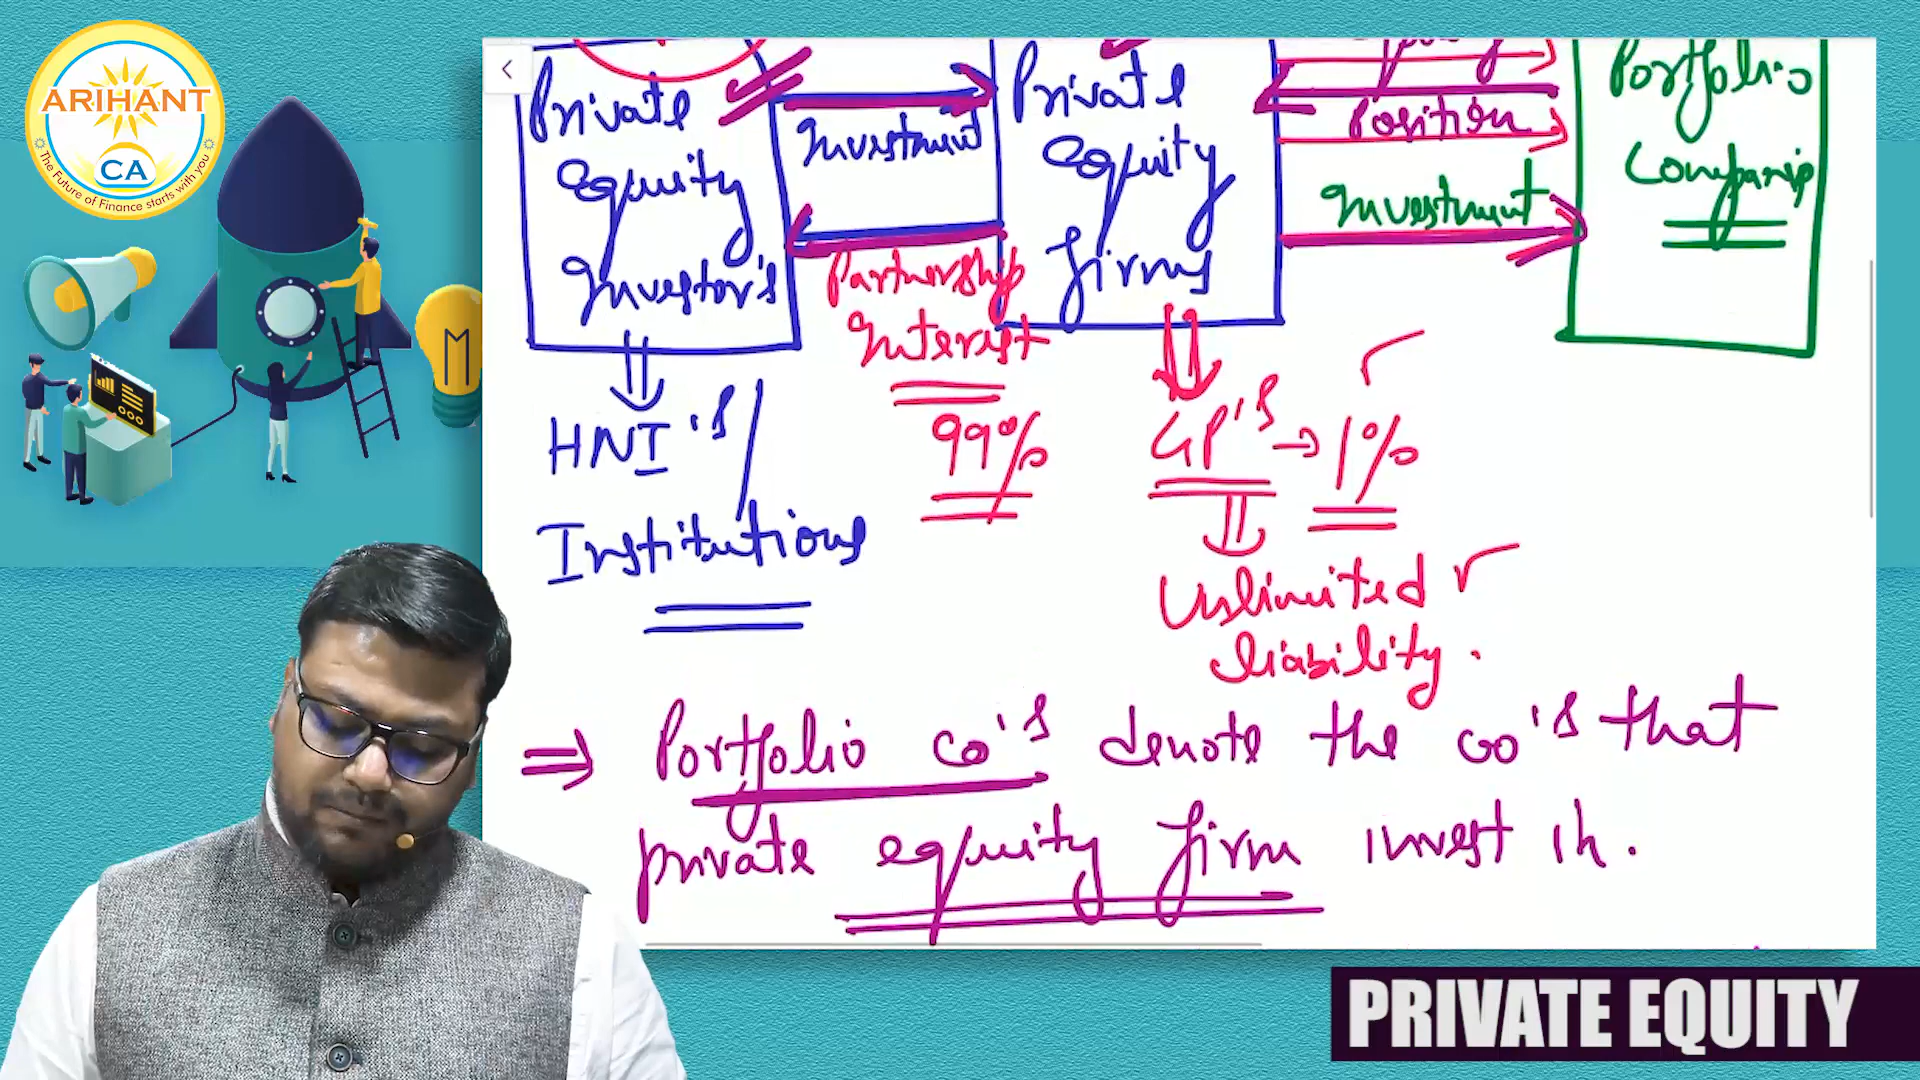 ARIHANT
CA
The Future of Finance starts with you
Private
Equity
Investor's
Investment
Partnership
Interest
99%
Private
Equity
firms
Position
Investment
Portfolio
Companies
HNI's /
Institutions
GP's → 1%
Unlimited
liability.
⇒ Portfolio co's denote the co's that
private equity firm invest in.
PRIVATE EQUITY